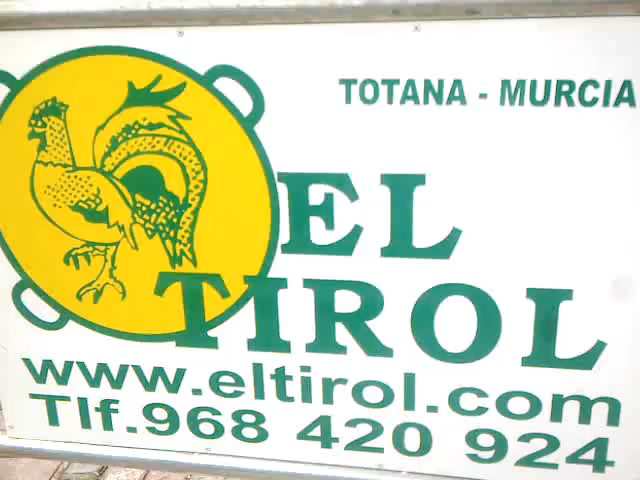 TOTANA - MURCIA
EL
TIROL
www.eltirol.com
Tlf.968 420 924